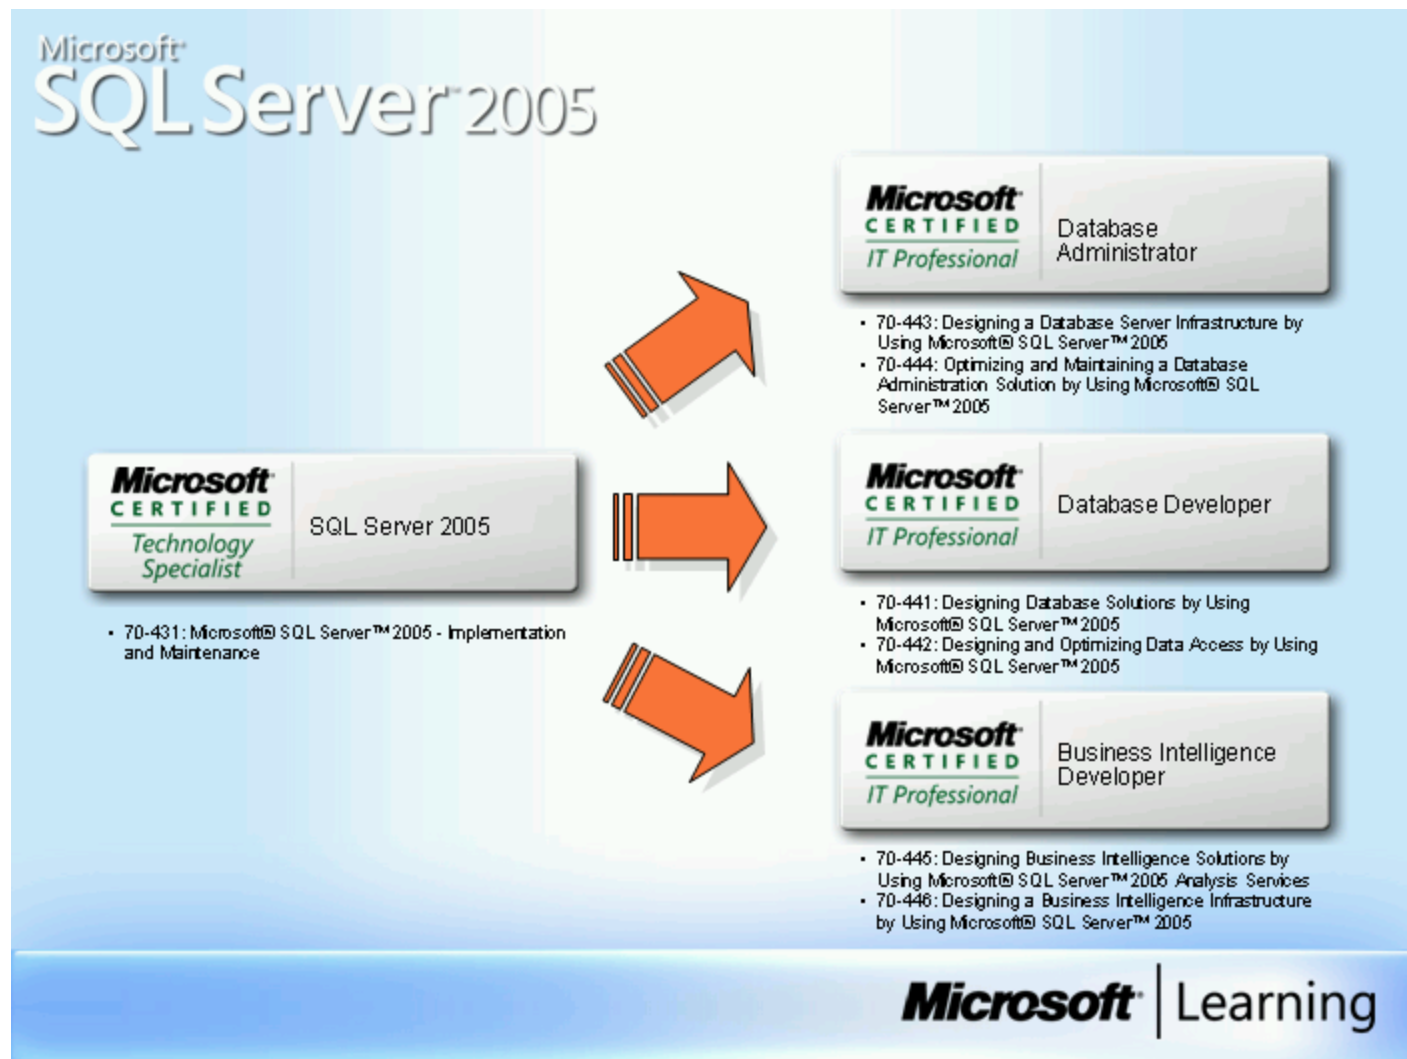 Microsoft®
SQL Server™ 2005
Microsoft®
CERTIFIED
IT Professional
Database
Administrator
• 70-443: Designing a Database Server Infrastructure by
Using Microsoft® SQL Server™ 2005
• 70-444: Optimizing and Maintaining a Database
Administration Solution by Using Microsoft® SQL
Server™ 2005
Microsoft®
CERTIFIED
Technology
Specialist
SQL Server 2005
• 70-431: Microsoft® SQL Server™ 2005 - Implementation
and Maintenance
Microsoft®
CERTIFIED
IT Professional
Database Developer
• 70-441: Designing Database Solutions by Using
Microsoft® SQL Server™ 2005
• 70-442: Designing and Optimizing Data Access by Using
Microsoft® SQL Server™ 2005
Microsoft®
CERTIFIED
IT Professional
Business Intelligence
Developer
• 70-445: Designing Business Intelligence Solutions by
Using Microsoft® SQL Server™ 2005 Analysis Services
• 70-446: Designing a Business Intelligence Infrastructure
by Using Microsoft® SQL Server™ 2005
Microsoft® | Learning